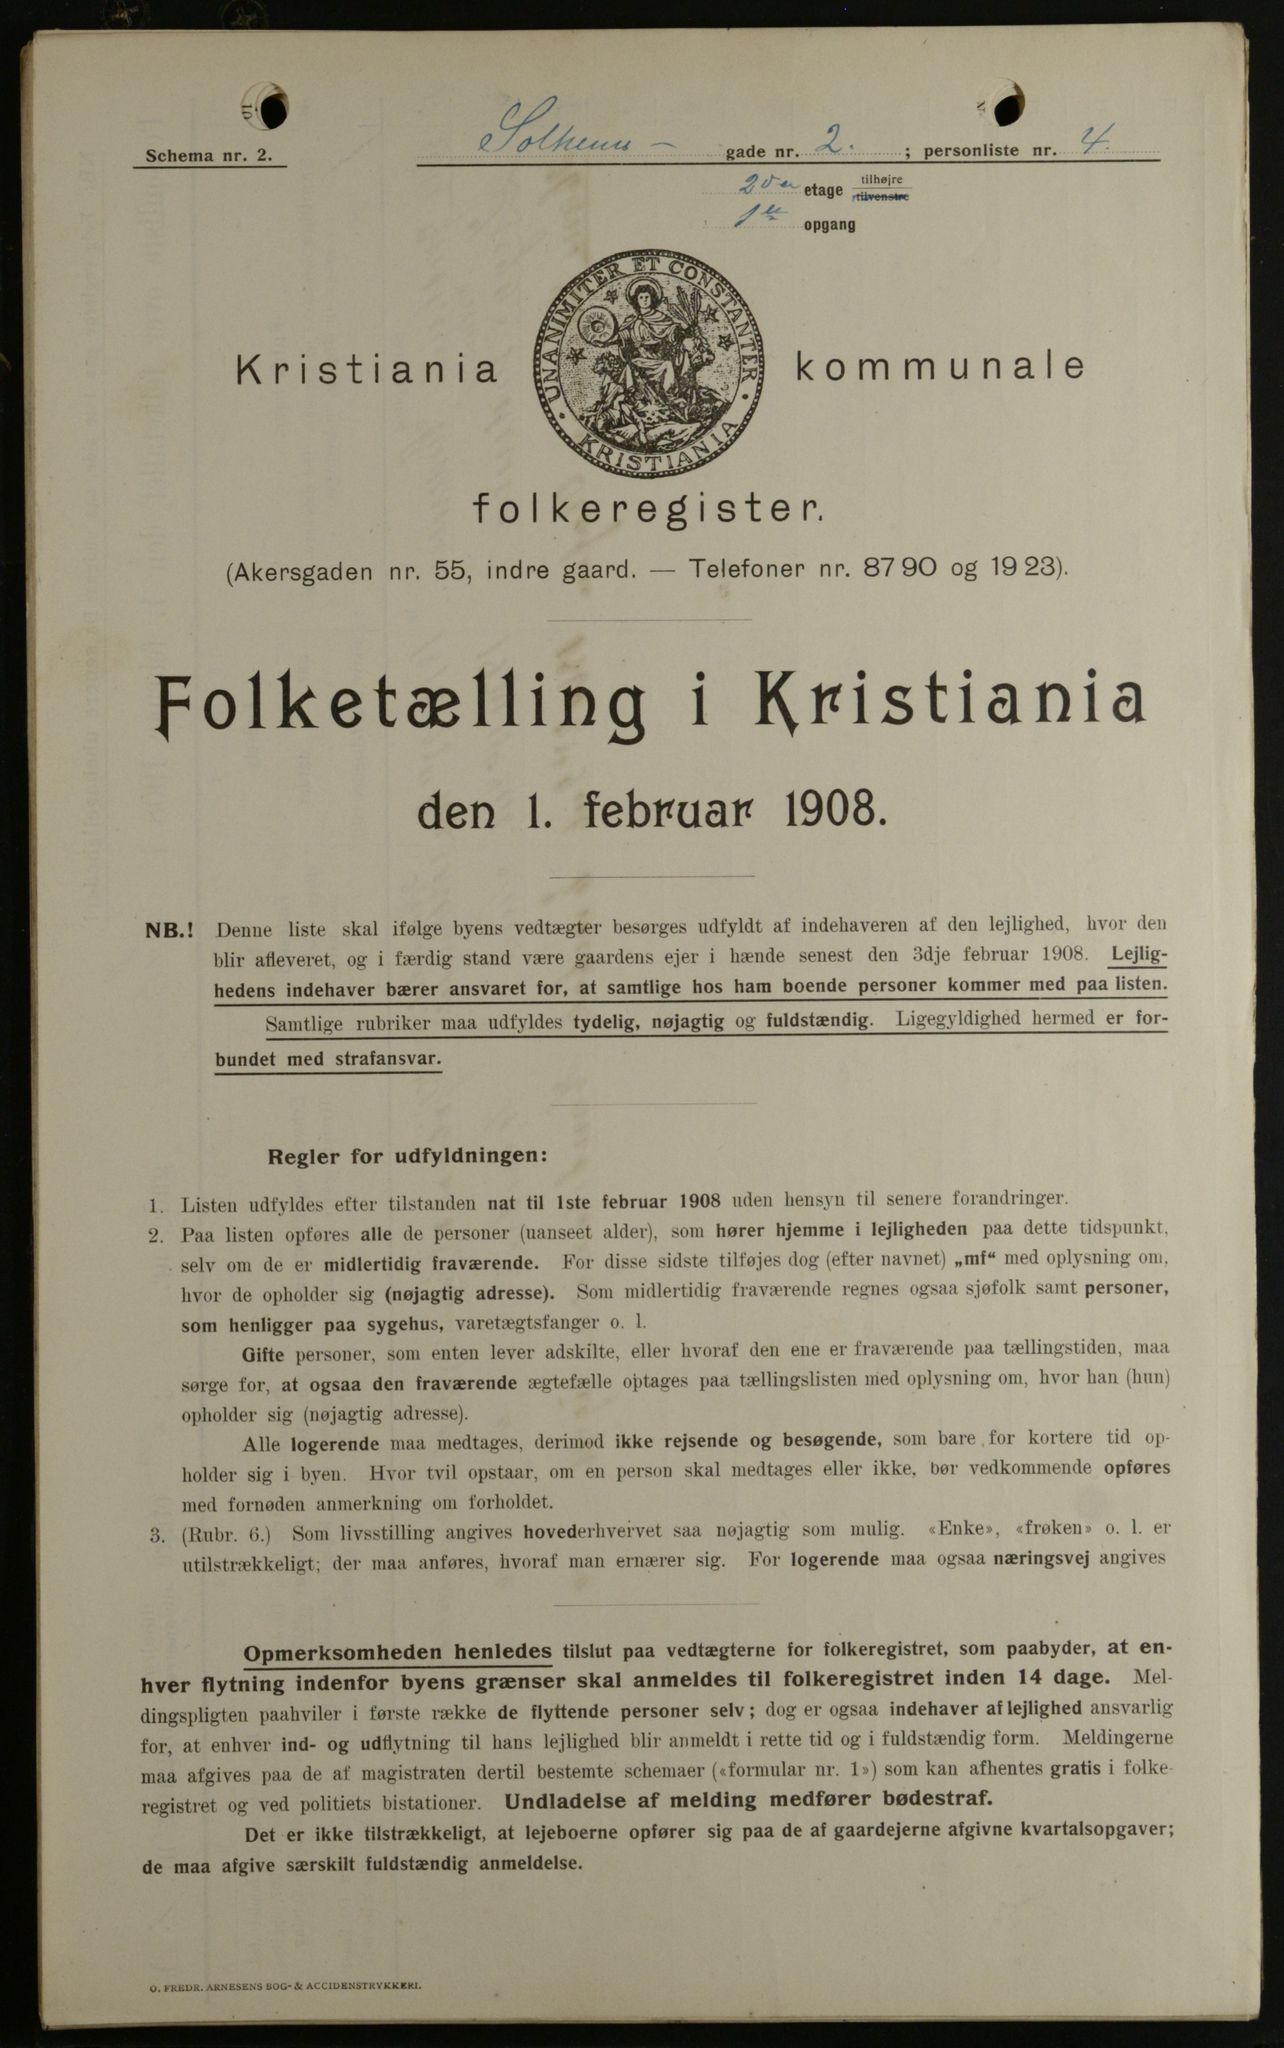 Schema nr. 2.
Solheim – gade nr. 2. ; personliste nr. 4.
2den etage tilhøjre
tilvenstre
1ste opgang
UNANIMITER ET CONSTANTER
KRISTIANIA
Kristiania kommunale
folkeregister.
(Akersgaden nr. 55, indre gaard. — Telefoner nr. 87 90 og 19 23).
Folketælling i Kristiania
den 1. februar 1908.
NB.! Denne liste skal ifølge byens vedtægter besørges udfyldt af indehaveren af den lejlighed, hvor den
blir afleveret, og i færdig stand være gaardens ejer i hænde senest den 3dje februar 1908. Lejlig-
hedens indehaver bærer ansvaret for, at samtlige hos ham boende personer kommer med paa listen.
Samtlige rubriker maa udfyldes tydelig, nøjagtig og fuldstændig. Ligegyldighed hermed er for-
bundet med strafansvar.
Regler for udfyldningen:
1. Listen udfyldes efter tilstanden nat til 1ste februar 1908 uden hensyn til senere forandringer.
2. Paa listen opføres alle de personer (uanseet alder), som hører hjemme i lejligheden paa dette tidspunkt,
selv om de er midlertidig fraværende. For disse sidste tilføjes dog (efter navnet) „mf“ med oplysning om,
hvor de opholder sig (nøjagtig adresse). Som midlertidig fraværende regnes ogsaa sjøfolk samt personer,
som henligger paa sygehus, varetægtsfanger o. l.
Gifte personer, som enten lever adskilte, eller hvoraf den ene er fraværende paa tællingstiden, maa
sørge for, at ogsaa den fraværende ægtefælle optages paa tællingslisten med oplysning om, hvor han (hun)
opholder sig (nøjagtig adresse).
Alle logerende maa medtages, derimod ikke rejsende og besøgende, som bare for kortere tid op-
holder sig i byen. Hvor tvil opstaar, om en person skal medtages eller ikke, bør vedkommende opføres
med fornøden anmerkning om forholdet.
3. (Rubr. 6.) Som livsstilling angives hovederhvervet saa nøjagtig som mulig. «Enke», «frøken» o. l. er
utilstrækkeligt; der maa anføres, hvoraf man ernærer sig. For logerende maa ogsaa næringsvej angives
Opmerksomheden henledes tilslut paa vedtægterne for folkeregistret, som paabyder, at en-
hver flytning indenfor byens grænser skal anmeldes til folkeregistret inden 14 dage. Mel-
dingspligten paahviler i første række de flyttende personer selv; dog er ogsaa indehaver af lejlighed ansvarlig
for, at enhver ind- og udflytning til hans lejlighed blir anmeldt i rette tid og i fuldstændig form. Meldingerne
maa afgives paa de af magistraten dertil bestemte schemaer («formular nr. 1») som kan afhentes gratis i folke-
registret og ved politiets bistationer. Undladelse af melding medfører bødestraf.
Det er ikke tilstrækkeligt, at lejeboerne opfører sig paa de af gaardejerne afgivne kvartalsopgaver;
de maa afgive særskilt fuldstændig anmeldelse.
O. FREDR. ARNESENS BOG- & ACCIDENSTRYKKERI.